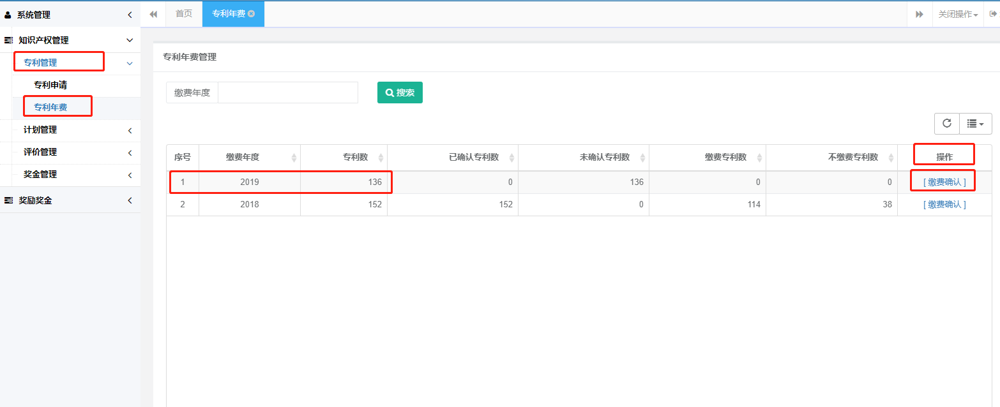 系统管理
首页 专利年费 关闭操作
知识产权管理
专利管理
专利申请
专利年费
计划管理
评价管理
奖金管理
奖励奖金
专利年费管理
缴费年度 搜索
序号 缴费年度 专利数 已确认专利数 未确认专利数 缴费专利数 不缴费专利数 操作
1 2019 136 0 136 0 0 [ 缴费确认 ]
2 2018 152 152 0 114 38 [ 缴费确认 ]